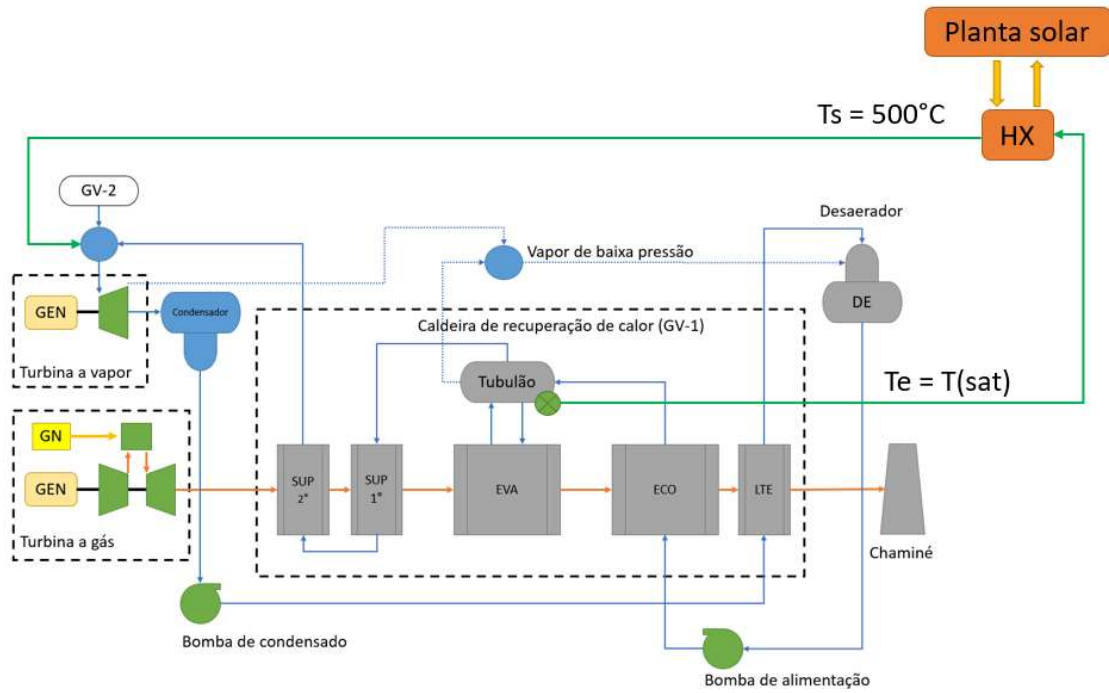 Planta solar
Ts = 500°C
HX
GV-2
Desaerador
Vapor de baixa pressão
DE
GEN
Condensador
Caldeira de recuperação de calor (GV-1)
Turbina a vapor
Tubulão
Te = T(sat)
GN
GEN
SUP
2°
SUP
1°
EVA
ECO
LTE
Turbina a gás
Chaminé
Bomba de condensado
Bomba de alimentação